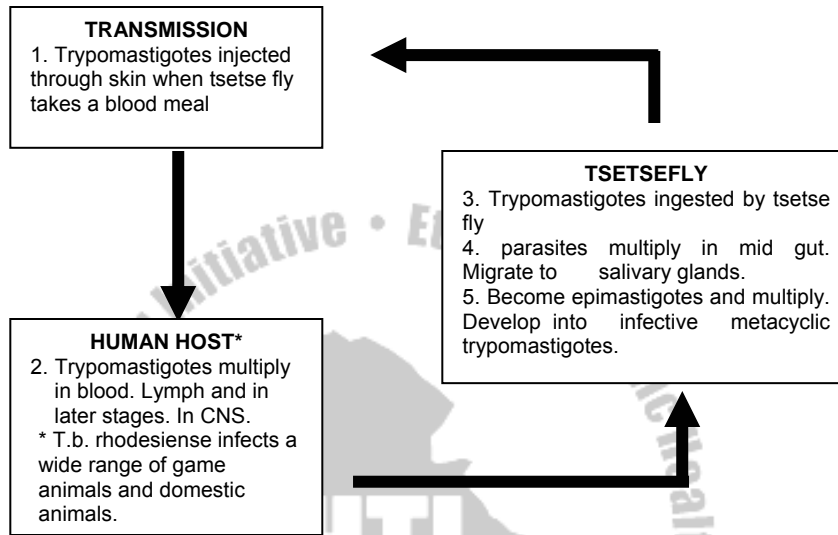 TRANSMISSION
1. Trypomastigotes injected
through skin when tsetse fly
takes a blood meal
TSETSEFLY
3. Trypomastigotes ingested by tsetse
fly
4. parasites multiply in mid gut.
Migrate to salivary glands.
5. Become epimastigotes and multiply.
Develop into infective metacyclic
trypomastigotes.
HUMAN HOST*
2. Trypomastigotes multiply
in blood. Lymph and in
later stages. In CNS.
* T.b. rhodesiense infects a
wide range of game
animals and domestic
animals.